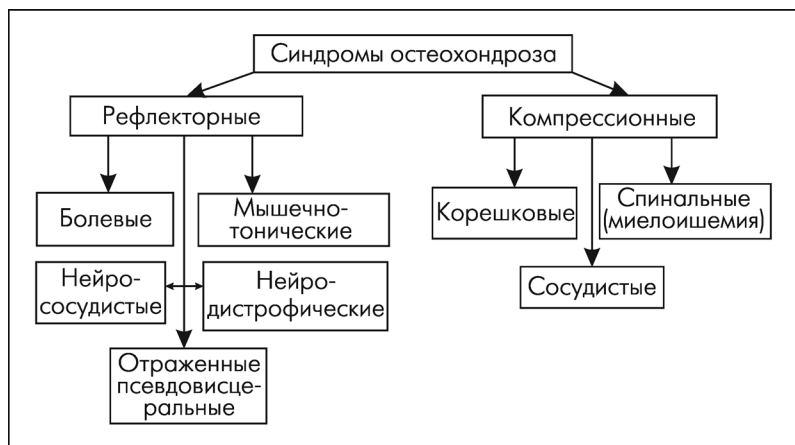 Синдромы остеохондроза
Рефлекторные
Компрессионные
Болевые
Мышечно-
тонические
Корешковые
Спинальные
(миелоишемия)
Нейро-
сосудистые
Нейро-
дистрофические
Сосудистые
Отраженные
псевдовисце-
ральные